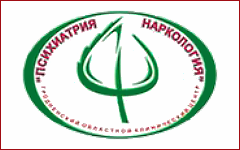 "ПСИХИАТРИЯ НАРКОЛОГИЯ"
ГРОДНЕНСКИЙ ОБЛАСТНОЙ КЛИНИЧЕСКИЙ ЦЕНТР